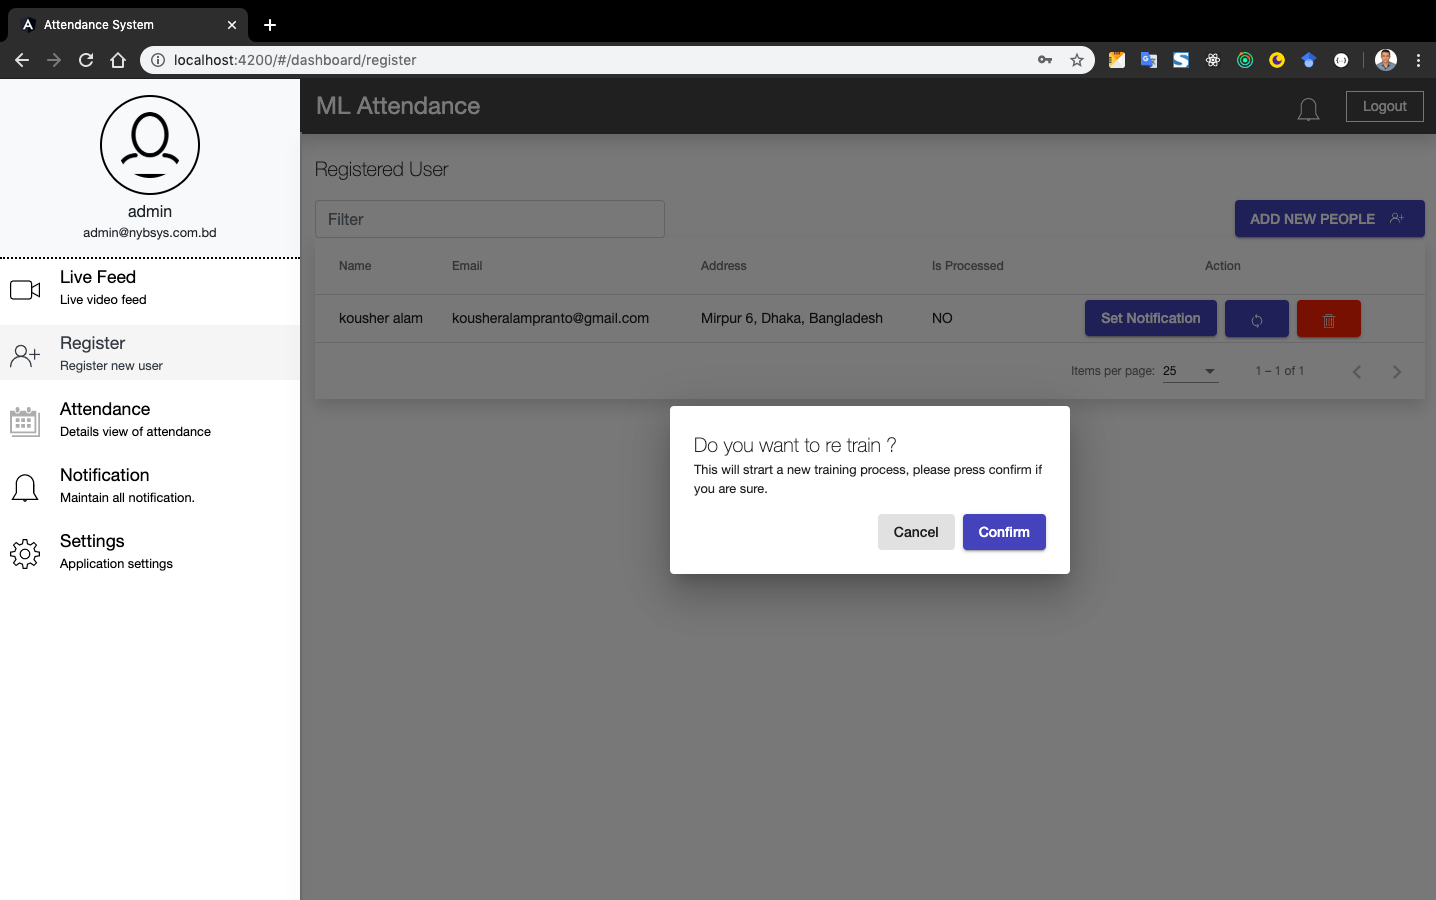 Attendance System
localhost:4200/#/dashboard/register
admin
admin@nybsys.com.bd
Live Feed
Live video feed
Register
Register new user
Attendance
Details view of attendance
Notification
Maintain all notification.
Settings
Application settings
ML Attendance
Logout
Registered User
Filter
ADD NEW PEOPLE
Name Email Address Is Processed Action
kousher alam kousheralampranto@gmail.com Mirpur 6, Dhaka, Bangladesh NO Set Notification
Items per page: 25 1 – 1 of 1
Do you want to re train ?
This will strart a new training process, please press confirm if
you are sure.
Cancel Confirm